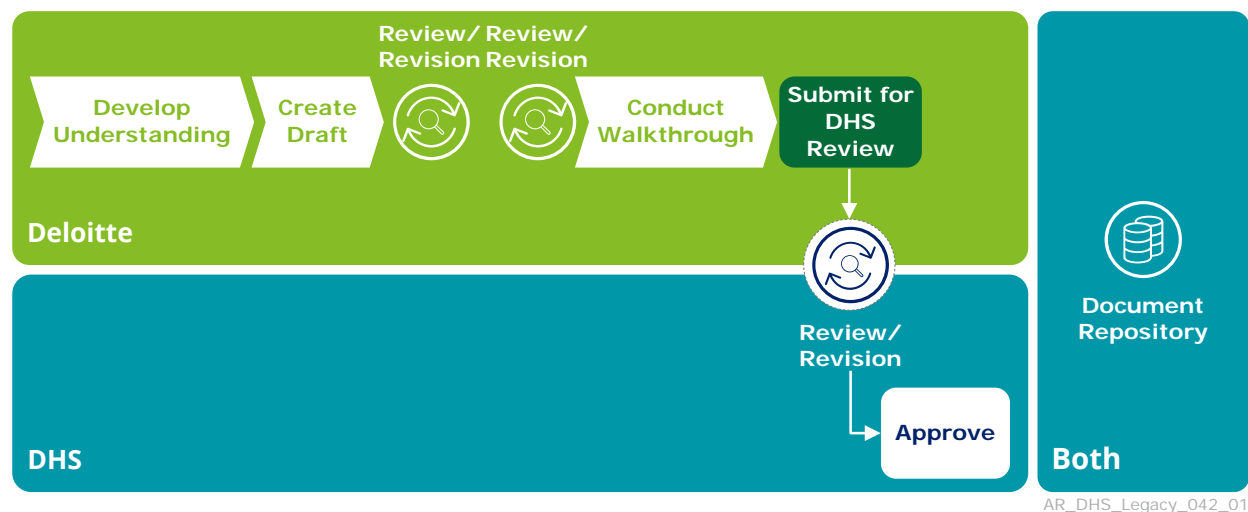 Review/
Revision
Review/
Revision
Develop
Understanding
Create
Draft
Conduct
Walkthrough
Submit for
DHS
Review
Deloitte
Review/
Revision
Approve
DHS
Document
Repository
Both
AR_DHS_Legacy_042_01